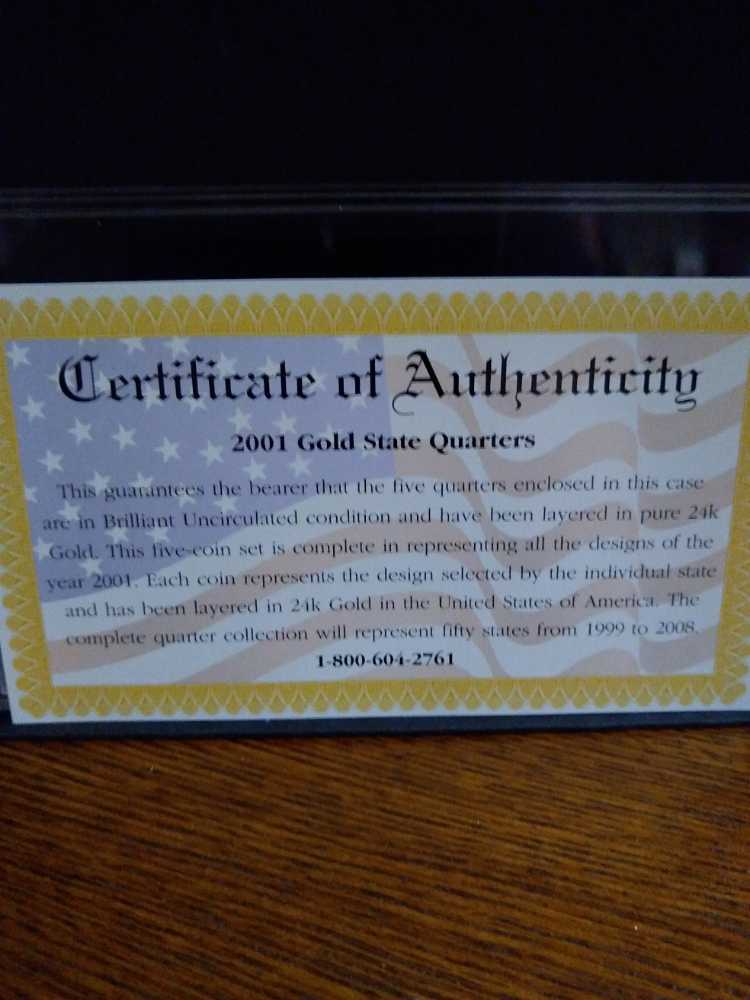 Certificate of Authenticity
2001 Gold State Quarters
This guarantees the bearer that the five quarters enclosed in this case
are in Brilliant Uncirculated condition and have been layered in pure 24k
Gold. This five-coin set is complete in representing all the designs of the
year 2001. Each coin represents the design selected by the individual state
and has been layered in 24k Gold in the United States of America. The
complete quarter collection will represent fifty states from 1999 to 2008.
1-800-604-2761